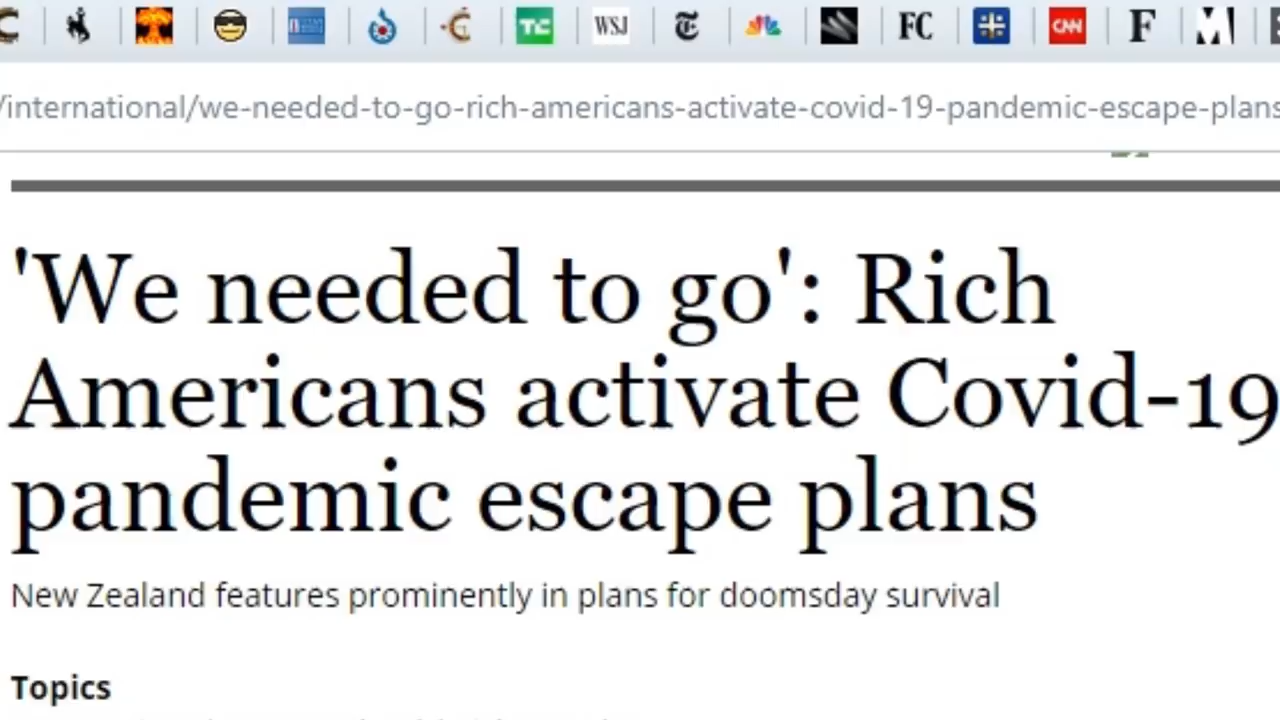 TC WSJ T FC CNN F M
/international/we-needed-to-go-rich-americans-activate-covid-19-pandemic-escape-plans
'We needed to go': Rich
Americans activate Covid-19
pandemic escape plans
New Zealand features prominently in plans for doomsday survival
Topics